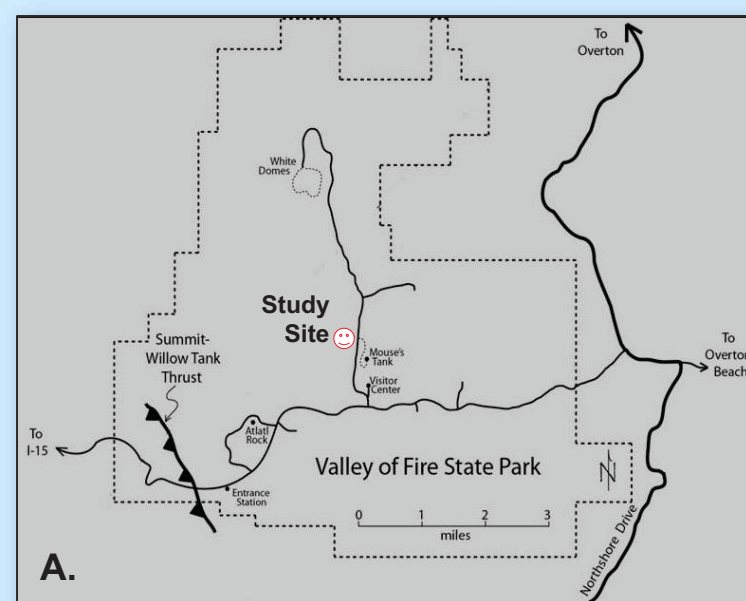 To
Overton
White
Domes
Study
Site
Summit-
Willow Tank
Thrust
Mouse's
Tank
Visitor
Center
To
Overton
Beach
To
I-15
Atlatl
Rock
Valley of Fire State Park
N
Entrance
Station
0 1 2 3
miles
Northshore Drive
A.